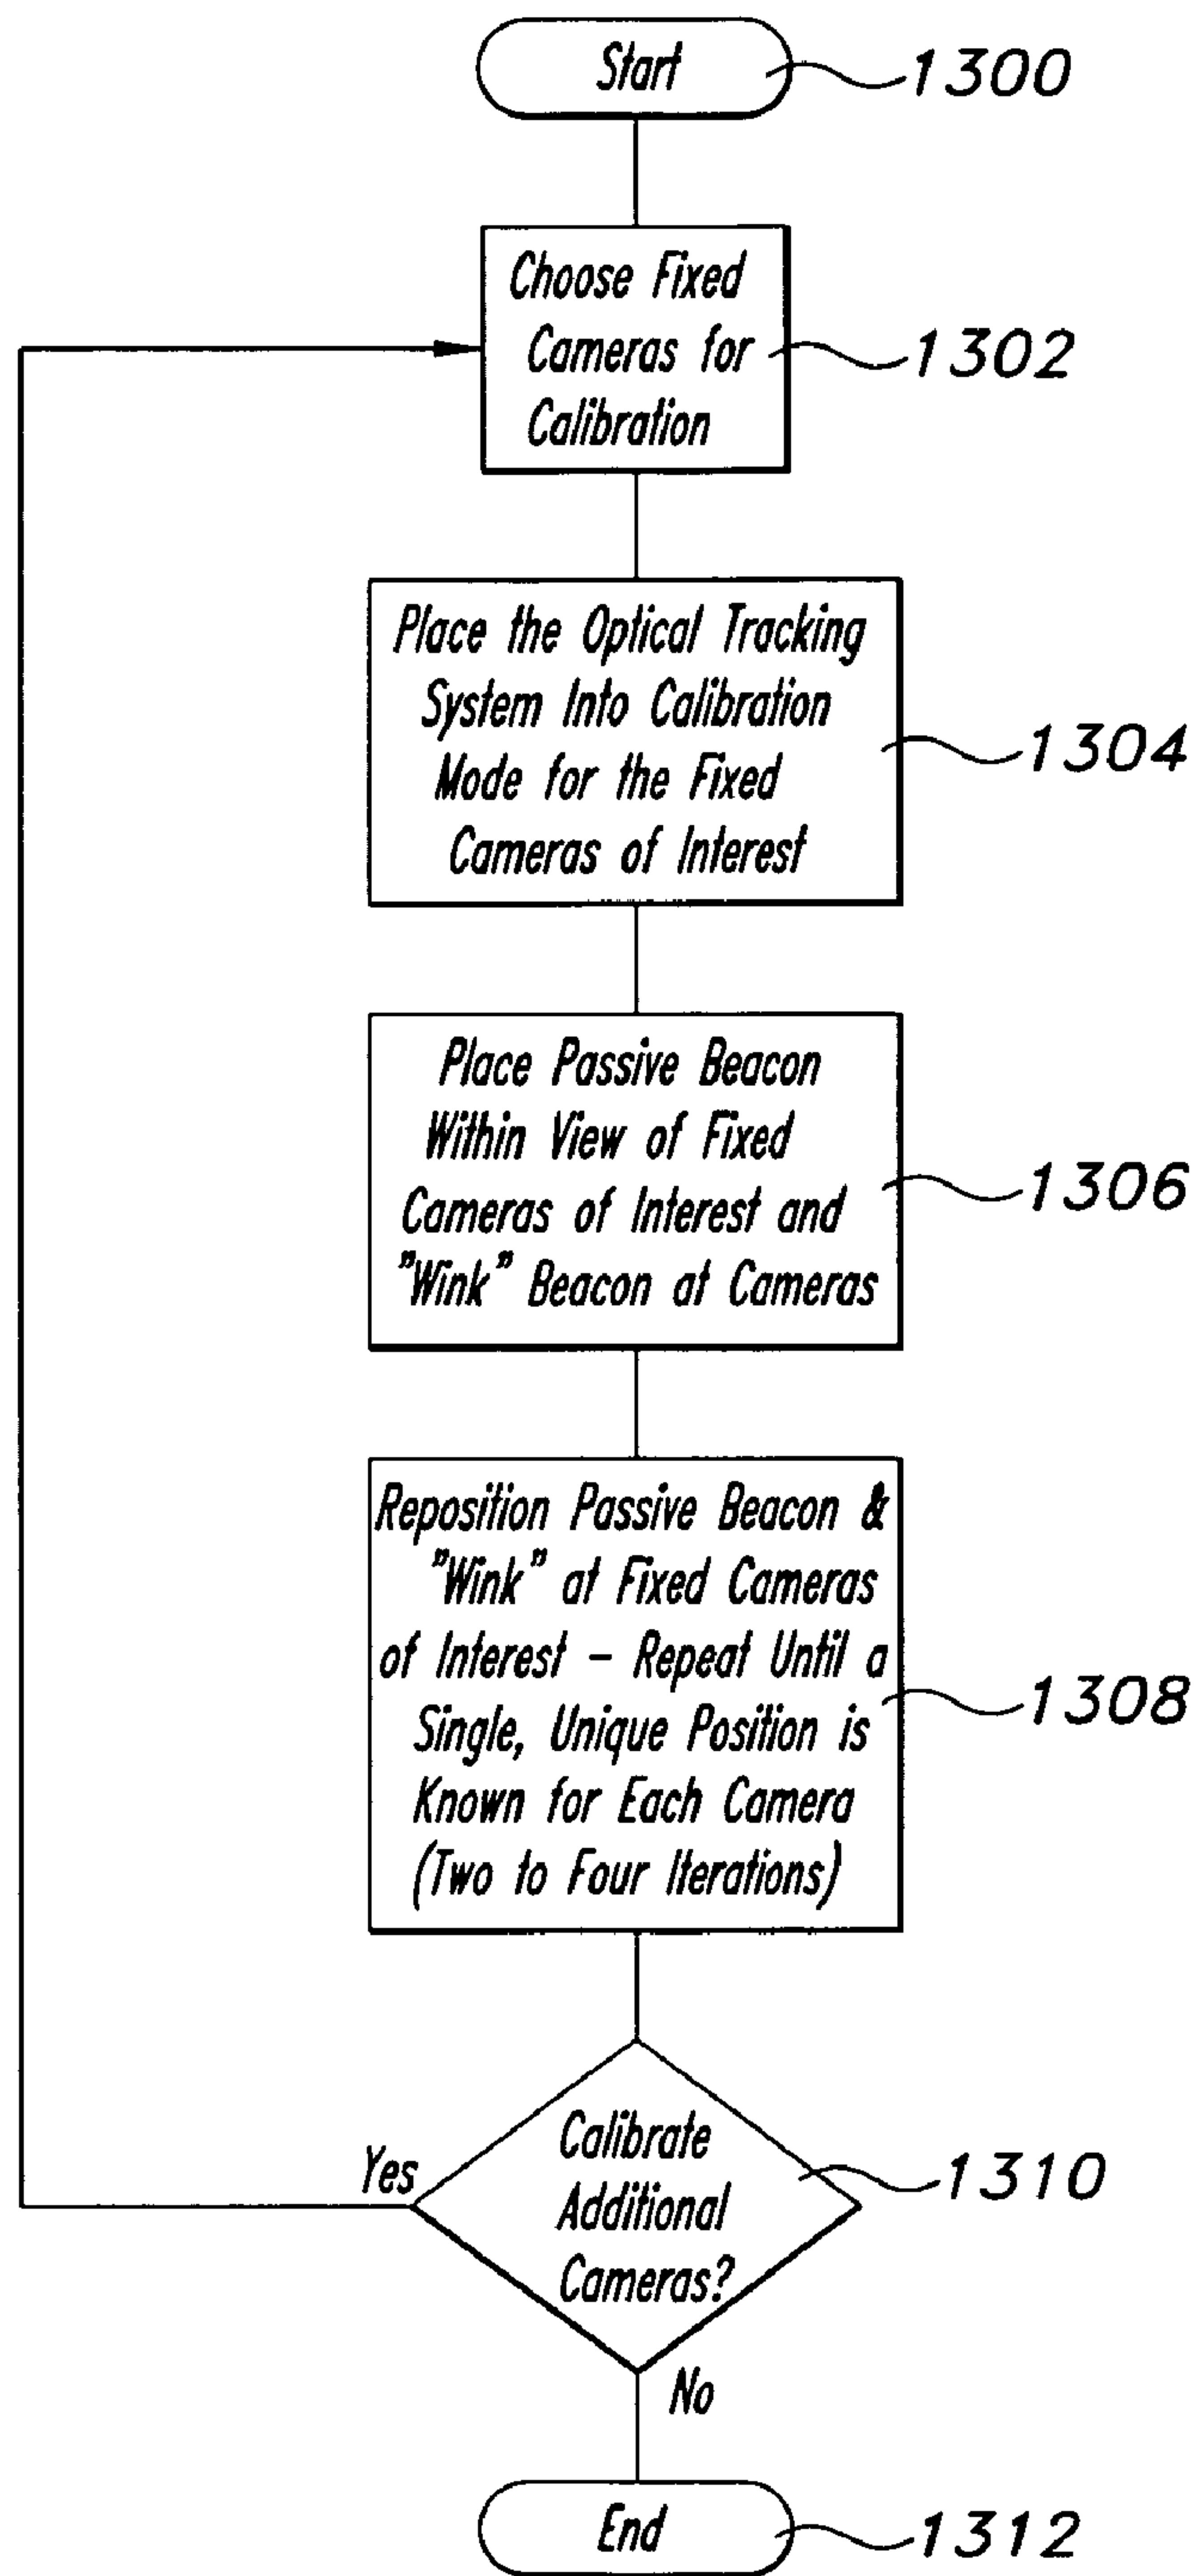 Start
1300
Choose Fixed
Cameras for
Calibration
1302
Place the Optical Tracking
System Into Calibration
Mode for the Fixed
Cameras of Interest
1304
Place Passive Beacon
Within View of Fixed
Cameras of Interest and
"Wink" Beacon at Cameras
1306
Reposition Passive Beacon &
"Wink" at Fixed Cameras
of Interest – Repeat Until a
Single, Unique Position is
Known for Each Camera
(Two to Four Iterations)
1308
Calibrate
Additional
Cameras?
1310
Yes
No
End
1312